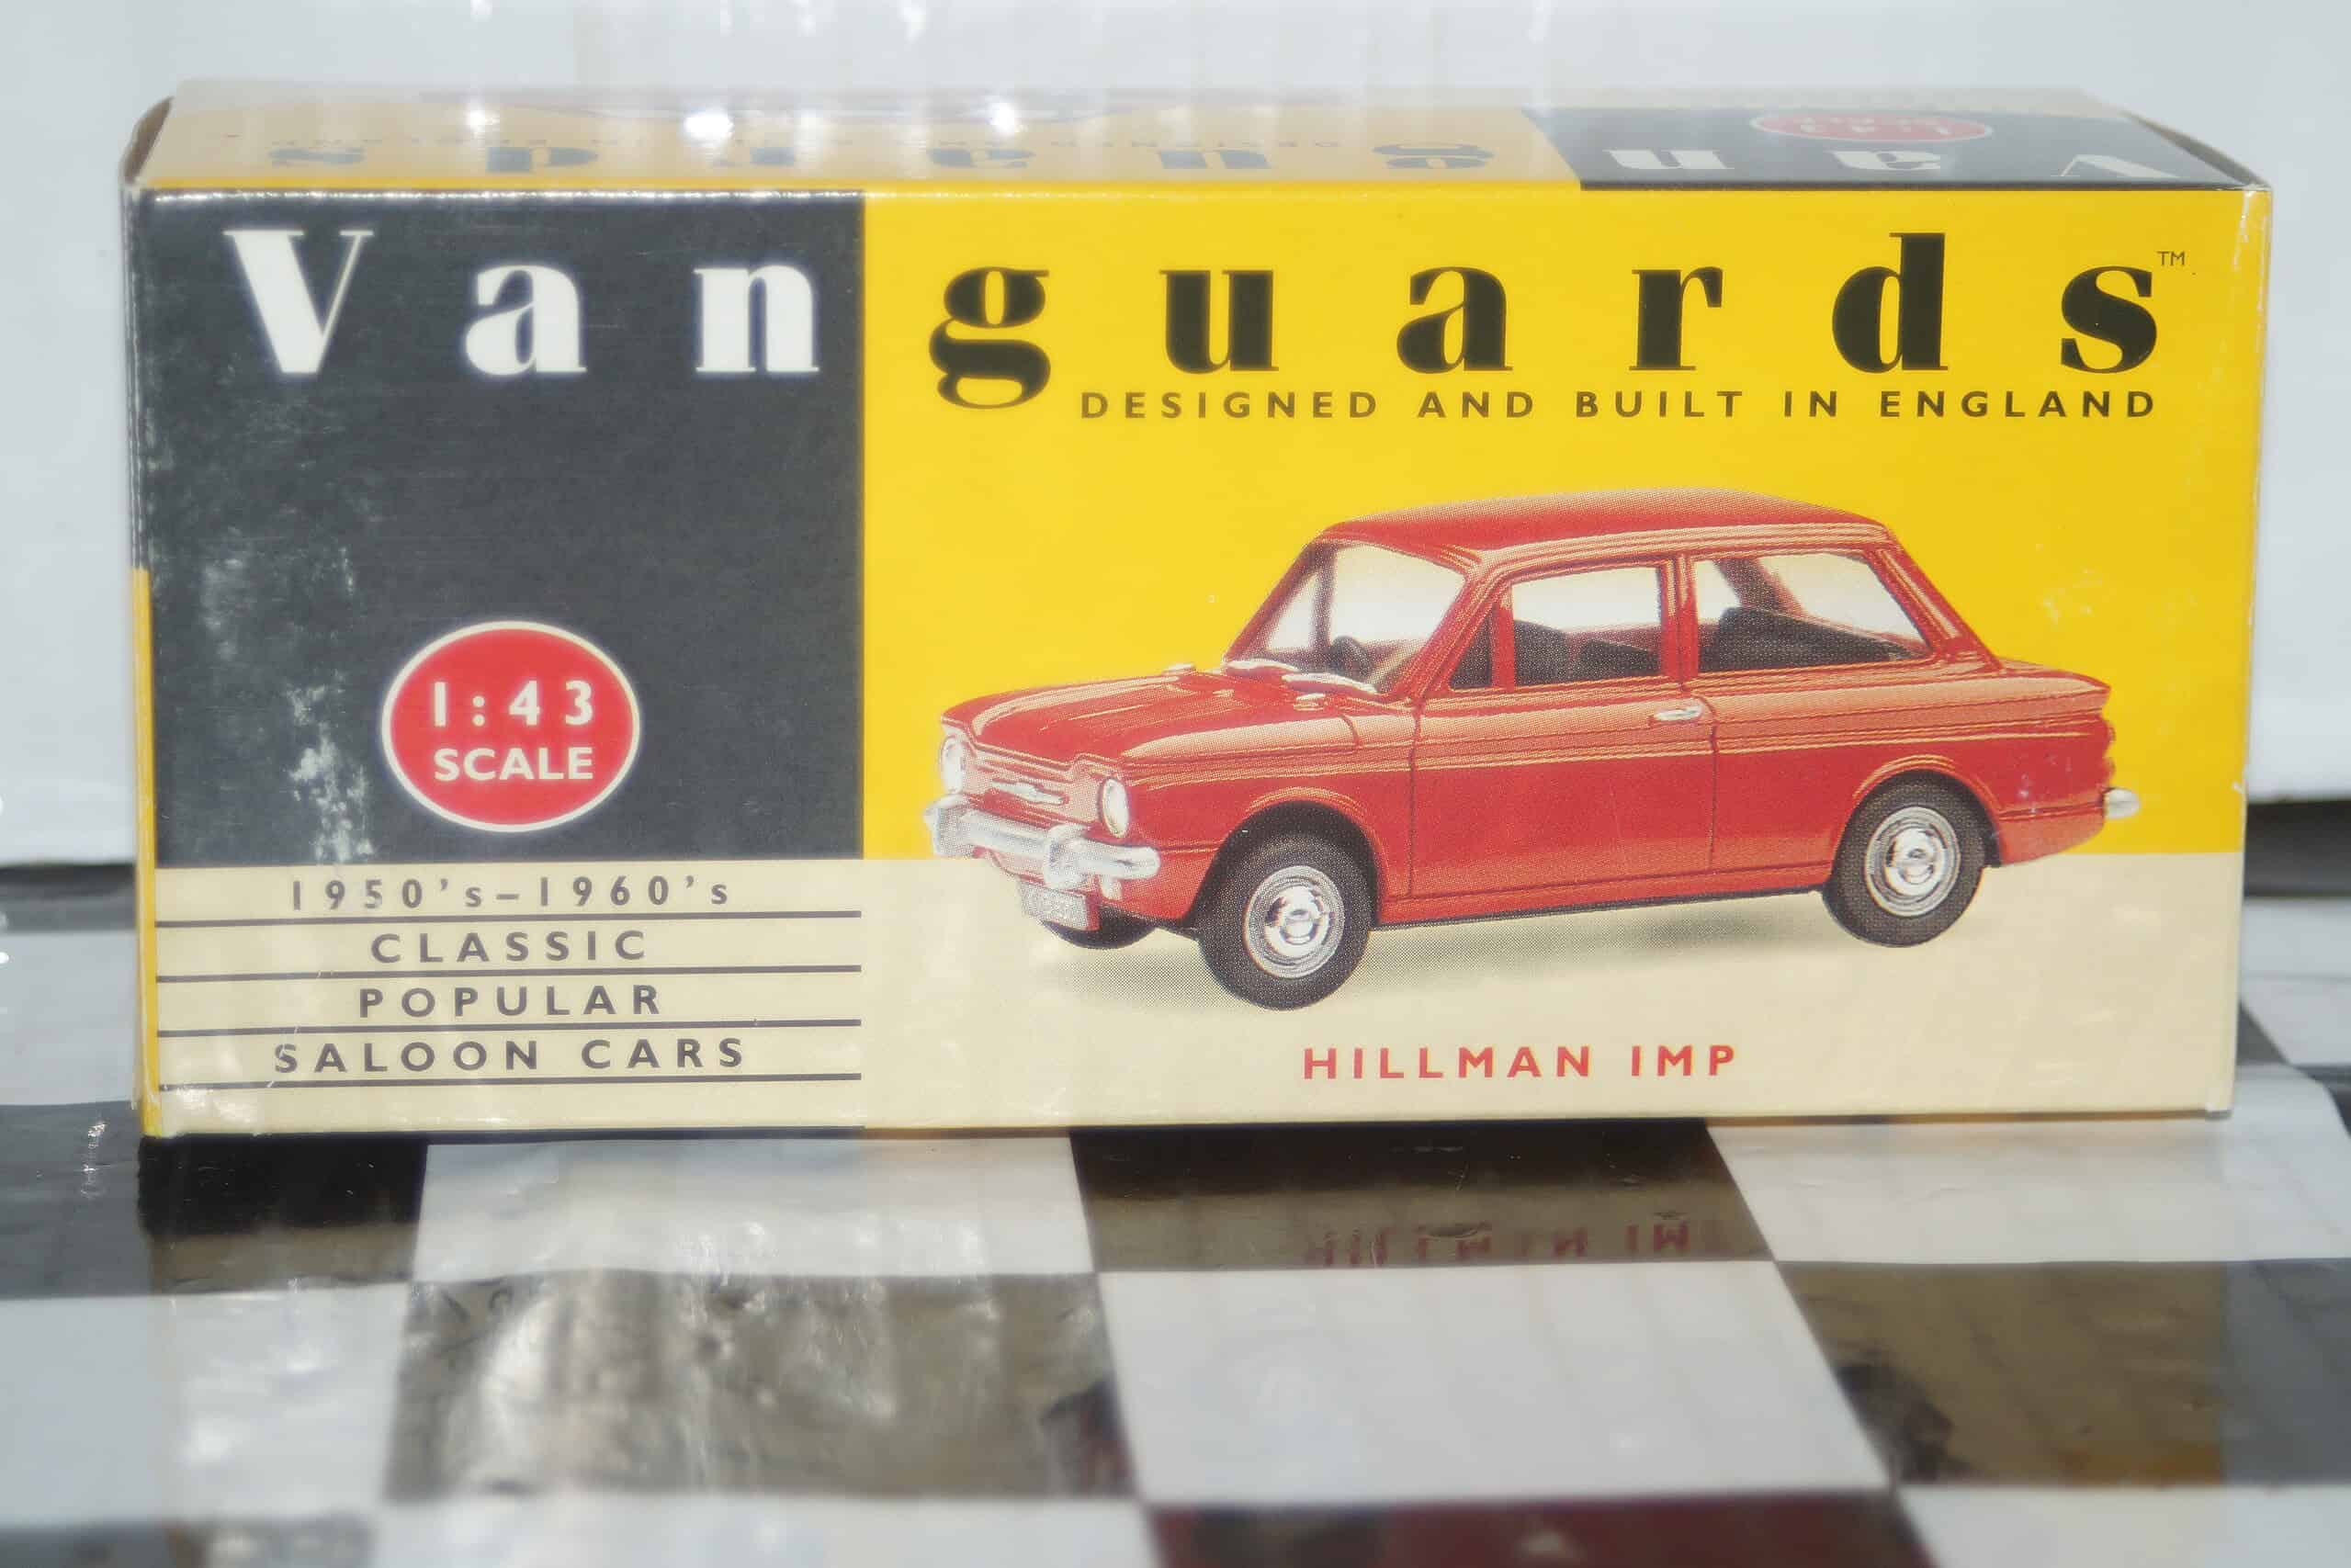 Vanguards™
DESIGNED AND BUILT IN ENGLAND
1:43
SCALE
1950's–1960's
CLASSIC
POPULAR
SALOON CARS
HILLMAN IMP